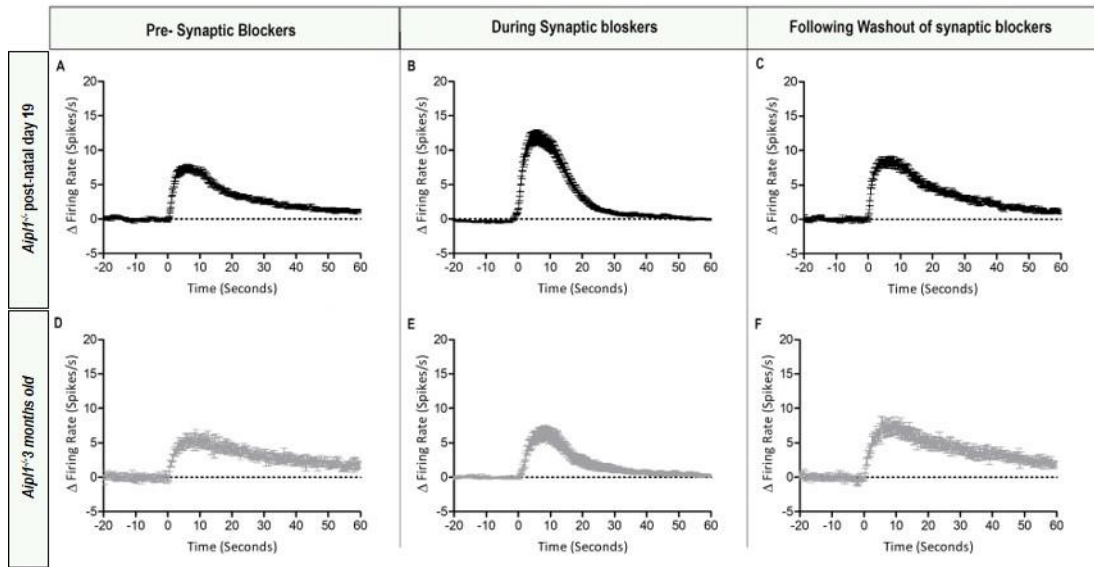 Pre- Synaptic Blockers
During Synaptic bloskers
Following Washout of synaptic blockers
Aipl1-/- post-natal day 19
A
20
15
10
5
0
-5
-20 -10 0 10 20 30 40 50 60
Δ Firing Rate (Spikes/s)
Time (Seconds)
B
20
15
10
5
0
-5
-20 -10 0 10 20 30 40 50 60
Δ Firing Rate (Spikes/s)
Time (Seconds)
C
20
15
10
5
0
-5
-20 -10 0 10 20 30 40 50 60
Δ Firing Rate (Spikes/s)
Time (Seconds)
Aipl1-/-3 months old
D
20
15
10
5
0
-5
-20 -10 0 10 20 30 40 50 60
Δ Firing Rate (Spikes/s)
Time (Seconds)
E
20
15
10
5
0
-5
-20 -10 0 10 20 30 40 50 60
Δ Firing Rate (Spikes/s)
Time (Seconds)
F
20
15
10
5
0
-5
-20 -10 0 10 20 30 40 50 60
Δ Firing Rate (Spikes/s)
Time (Seconds)